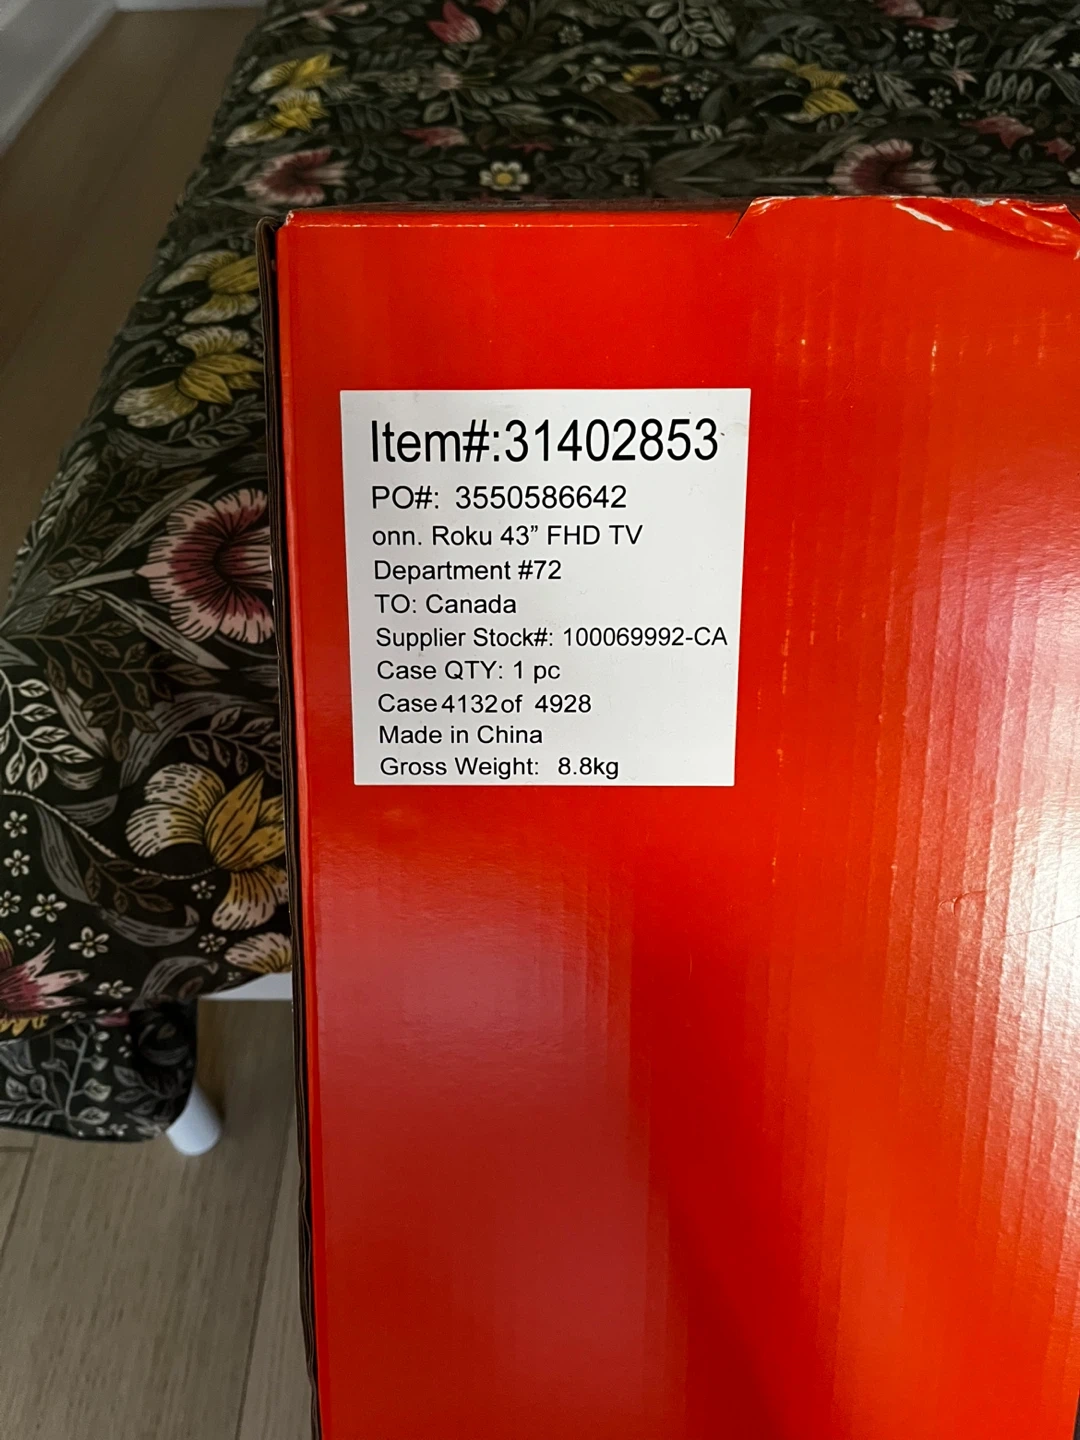 Item#:31402853
PO#: 3550586642
onn. Roku 43” FHD TV
Department #72
TO: Canada
Supplier Stock#: 100069992-CA
Case QTY: 1 pc
Case 4132 of 4928
Made in China
Gross Weight: 8.8kg